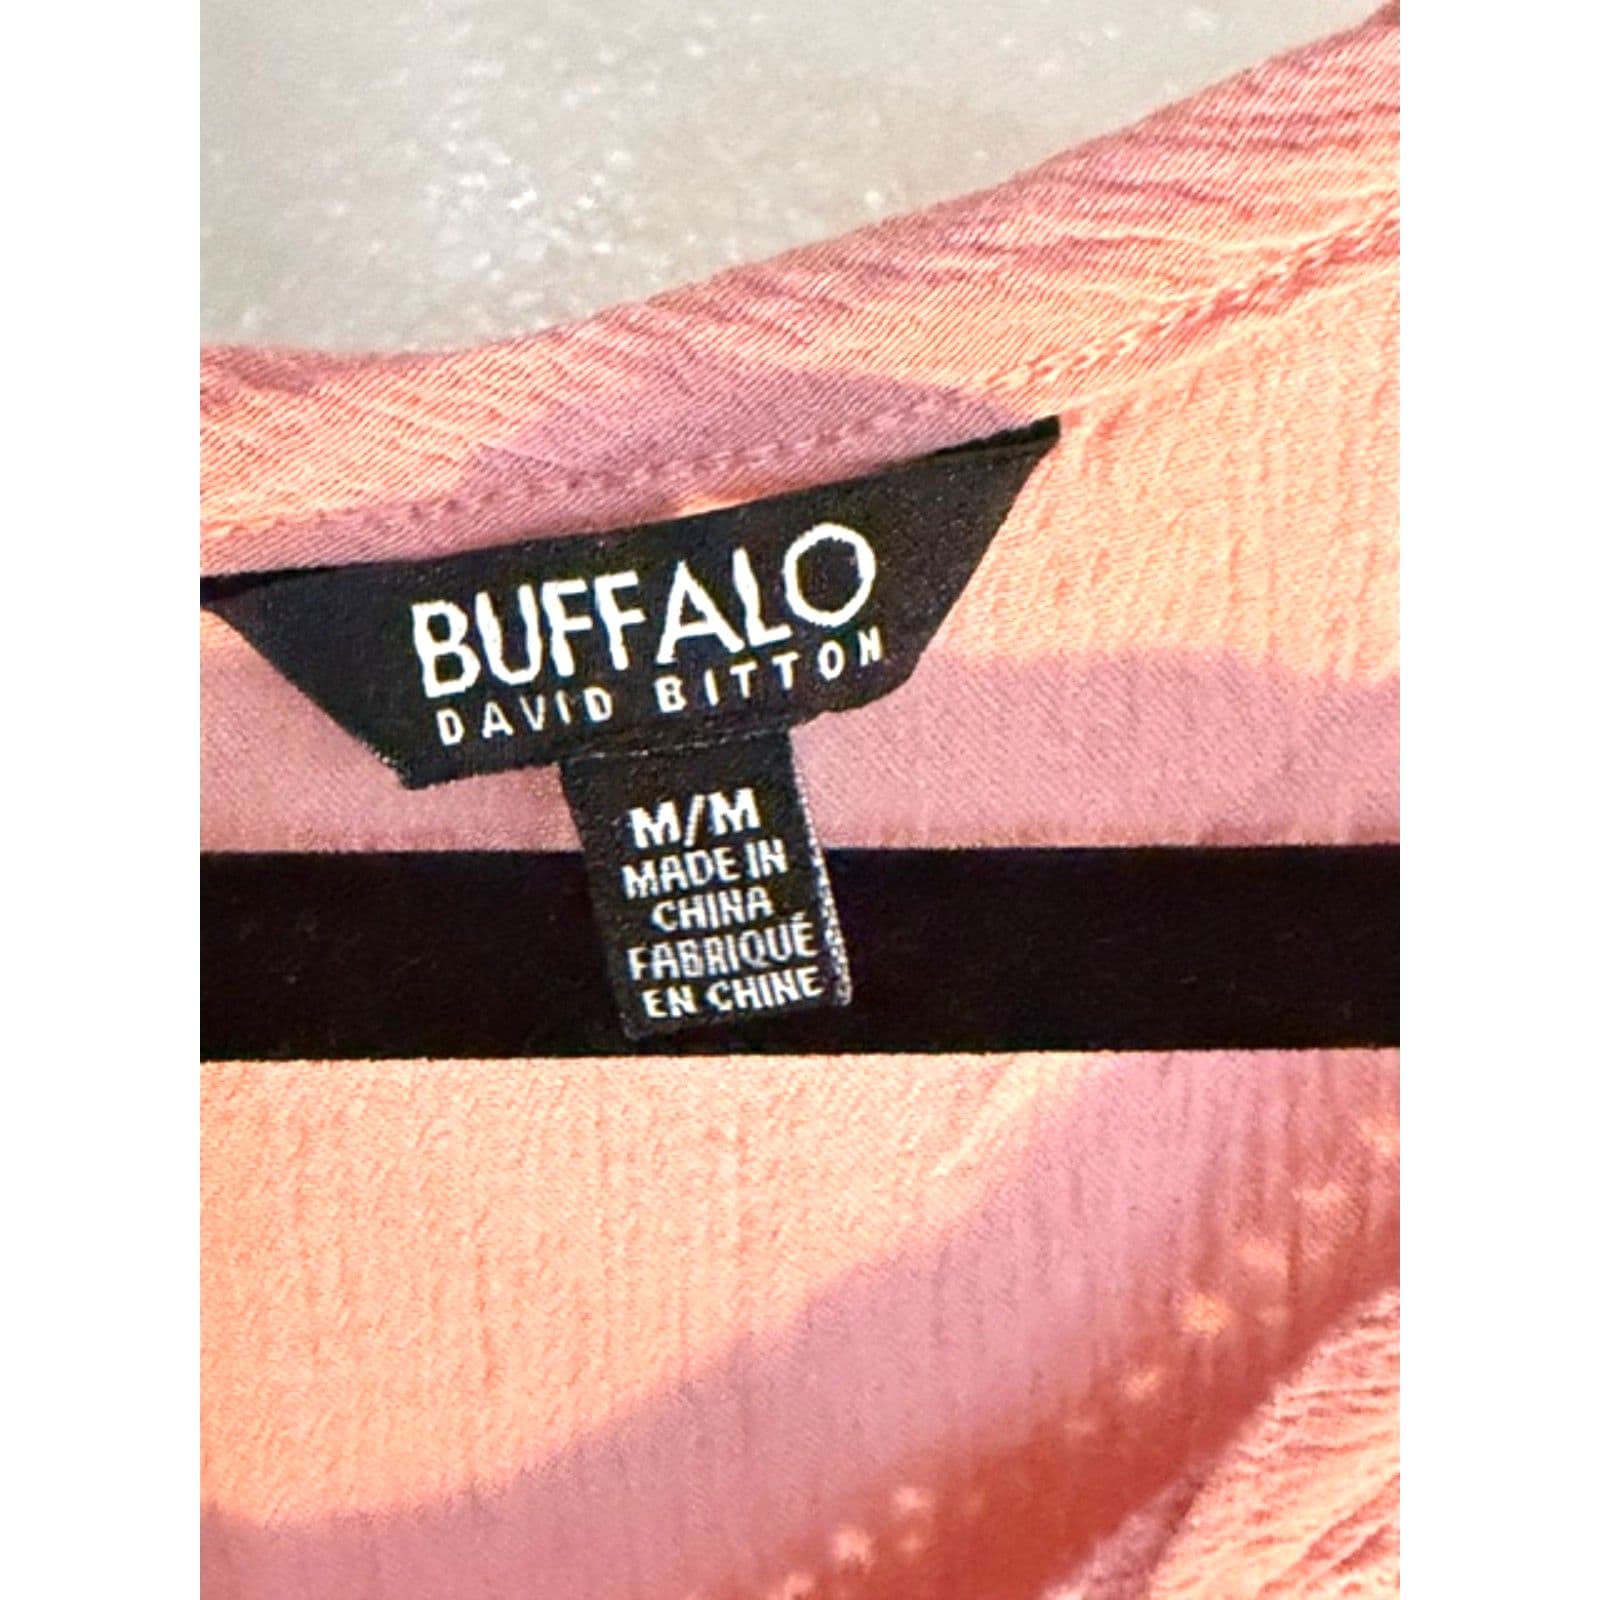 BUFFALO
DAVID BITTON
M/M
MADE IN
CHINA
FABRIQUÉ
EN CHINE